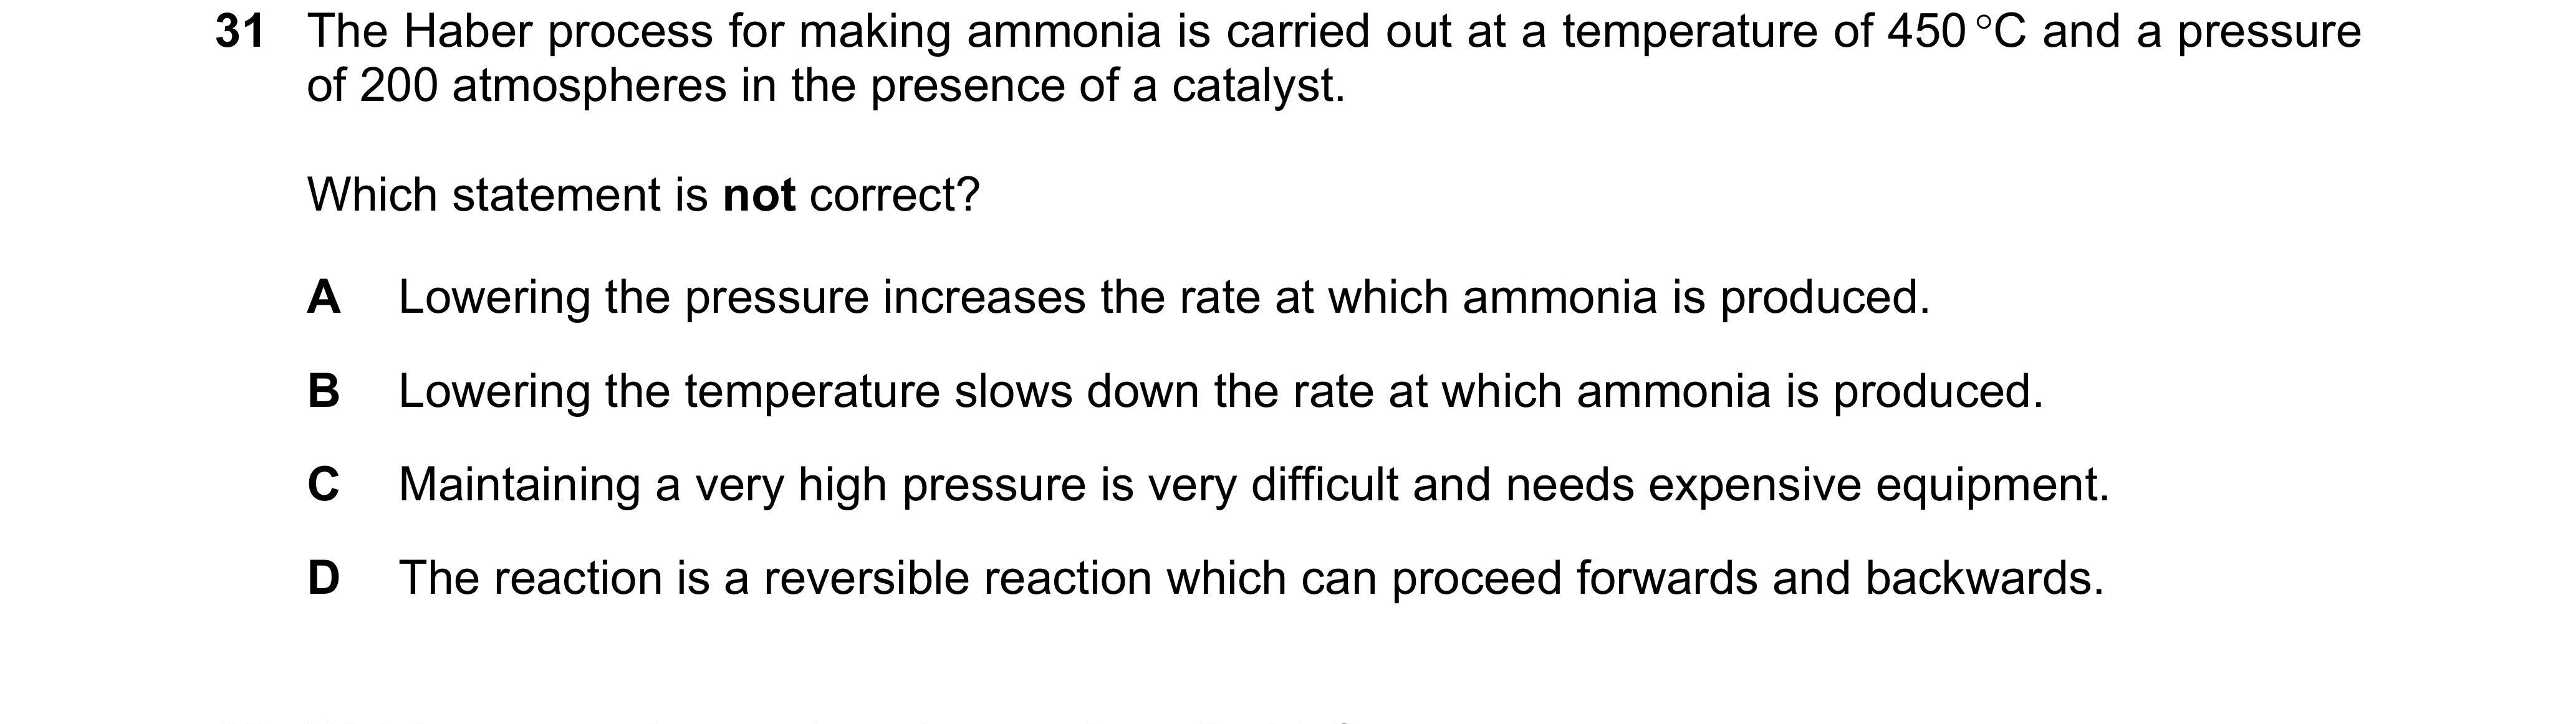 31 The Haber process for making ammonia is carried out at a temperature of 450 °C and a pressure
of 200 atmospheres in the presence of a catalyst.
Which statement is not correct?
A Lowering the pressure increases the rate at which ammonia is produced.
B Lowering the temperature slows down the rate at which ammonia is produced.
C Maintaining a very high pressure is very difficult and needs expensive equipment.
D The reaction is a reversible reaction which can proceed forwards and backwards.